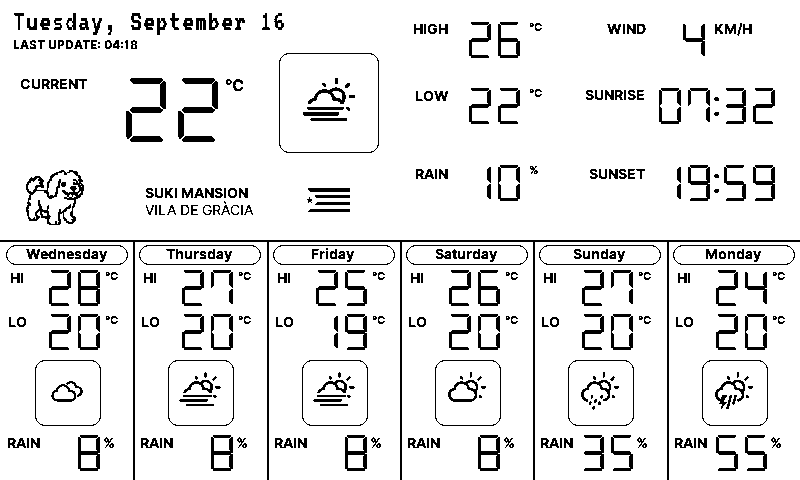 Tuesday, September 16
LAST UPDATE: 04:18
CURRENT 22 °C
SUKI MANSION
VILA DE GRÀCIA
HIGH 26 °C
LOW 22 °C
RAIN 10 %
WIND 4 KM/H
SUNRISE 07:32
SUNSET 19:59
Wednesday
HI 28 °C
LO 20 °C
RAIN 8 %
Thursday
HI 27 °C
LO 20 °C
RAIN 8 %
Friday
HI 25 °C
LO 19 °C
RAIN 8 %
Saturday
HI 26 °C
LO 20 °C
RAIN 8 %
Sunday
HI 27 °C
LO 20 °C
RAIN 35 %
Monday
HI 24 °C
LO 20 °C
RAIN 55 %